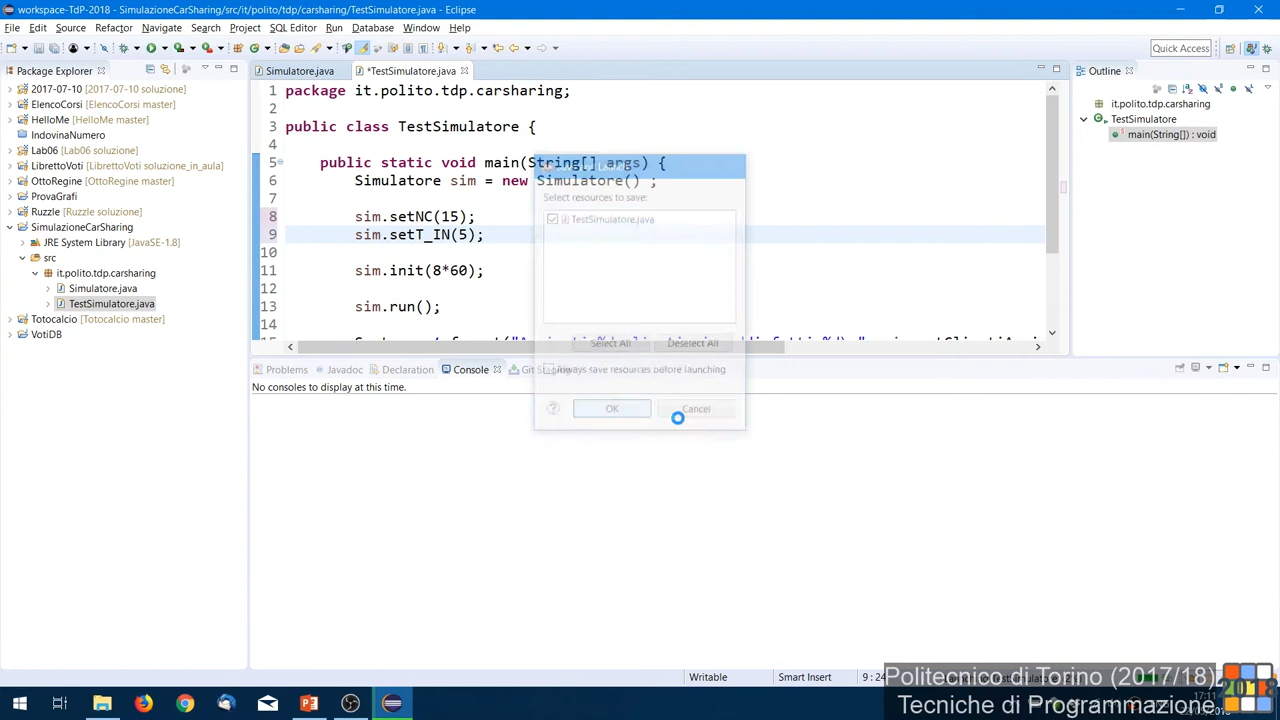 workspace-TdP-2018 - SimulazioneCarSharing/src/it/polito/tdp/carsharing/TestSimulatore.java - Eclipse
File Edit Source Refactor Navigate Search Project SQL Editor Run Database Window Help
Quick Access
Package Explorer
Simulatore.java
*TestSimulatore.java
Outline
2017-07-10 [2017-07-10 soluzione]
ElencoCorsi [ElencoCorsi master]
HelloMe [HelloMe master]
IndovinaNumero
Lab06 [Lab06 master]
LibrettoVoti [LibrettoVoti soluzione_in_aula]
OttoRegine [OttoRegine master]
ProvaGrafi
Ruzzle [Ruzzle master]
SimulazioneCarSharing
JRE System Library [JavaSE-1.8]
src
it.polito.tdp.carsharing
Simulatore.java
TestSimulatore.java
Totocalcio [Totocalcio master]
VotiDB
1 package it.polito.tdp.carsharing;
2
3 public class TestSimulatore {
4
5 public static void main(String[] args) {
6 Simulatore sim = new Simulatore() ;
7
8 sim.setNC(15);
9 sim.setT_IN(5);
10
11 sim.init(8*60);
12
13 sim.run();
14
it.polito.tdp.carsharing
TestSimulatore
main(String[]) : void
Select resources to save:
TestSimulatore.java
Select All
Deselect All
Always save resources before launching
OK
Cancel
Problems
Javadoc
Declaration
Console
No consoles to display at this time.
Writable
Smart Insert
9 : 24
Politecnico di Torino (2017/18)
Tecniche di Programmazione
2018
17:11